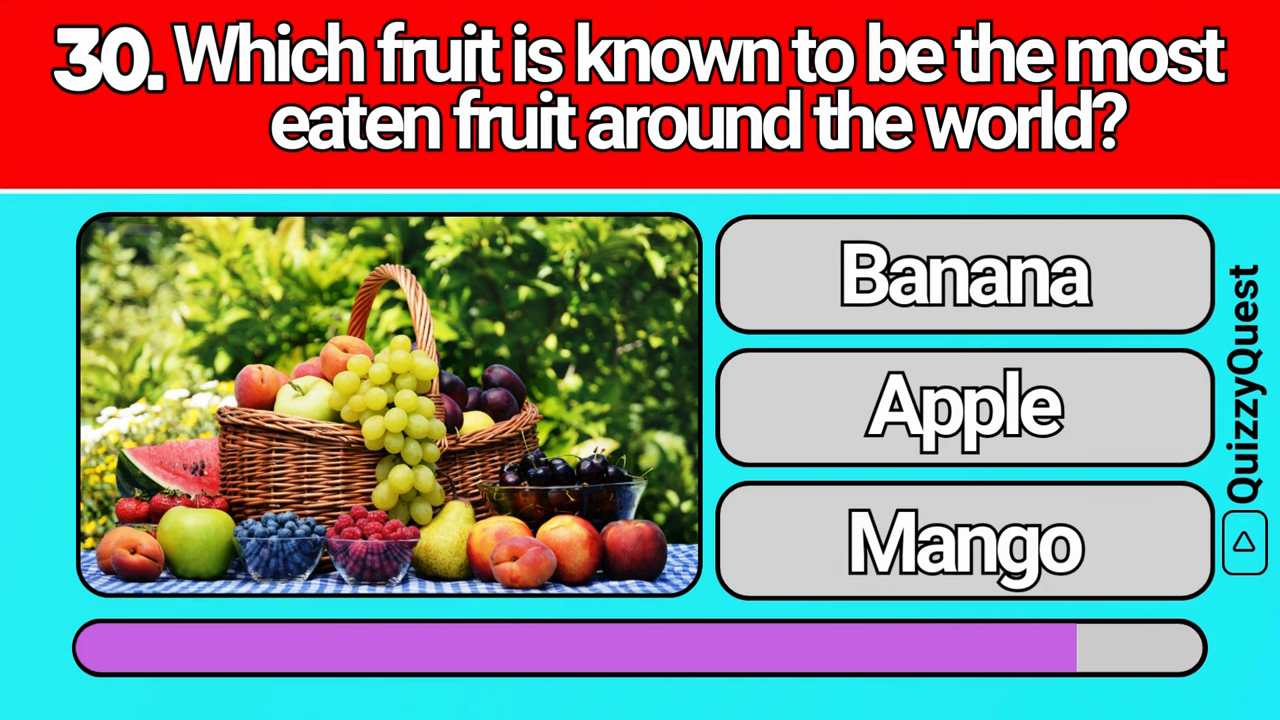 30. Which fruit is known to be the most
eaten fruit around the world?
Banana
Apple
Mango
QuizzyQuest